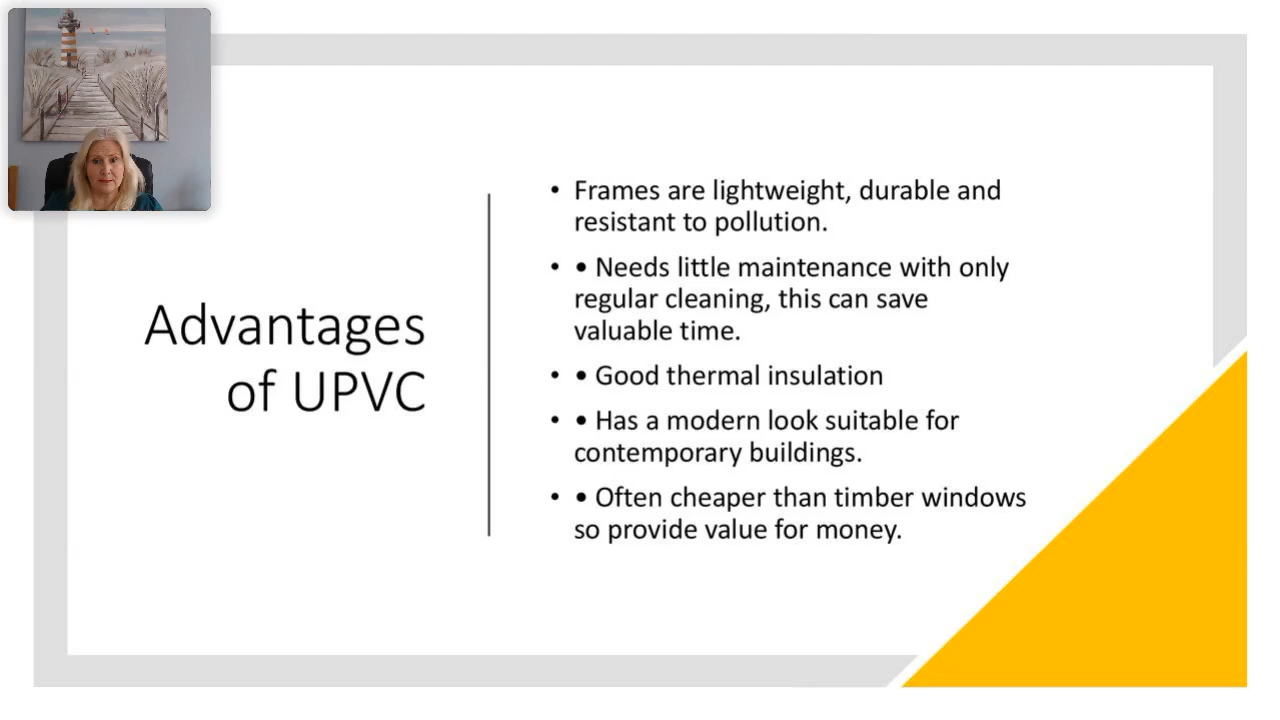 Advantages
of UPVC
• Frames are lightweight, durable and
resistant to pollution.
• • Needs little maintenance with only
regular cleaning, this can save
valuable time.
• • Good thermal insulation
• • Has a modern look suitable for
contemporary buildings.
• • Often cheaper than timber windows
so provide value for money.